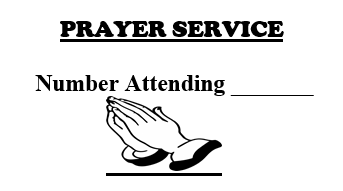 PRAYER SERVICE
Number Attending _______